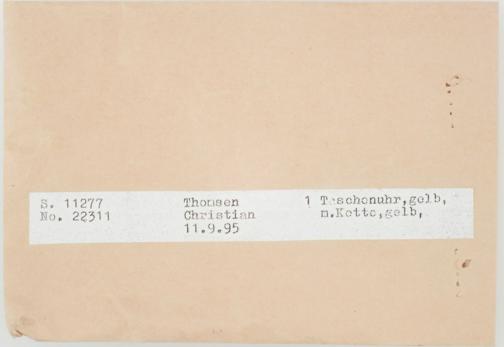 S. 11277 Thomsen 1 Taschenuhr,gelb,
No. 22311 Christian m.Kette,gelb,
11.9.95